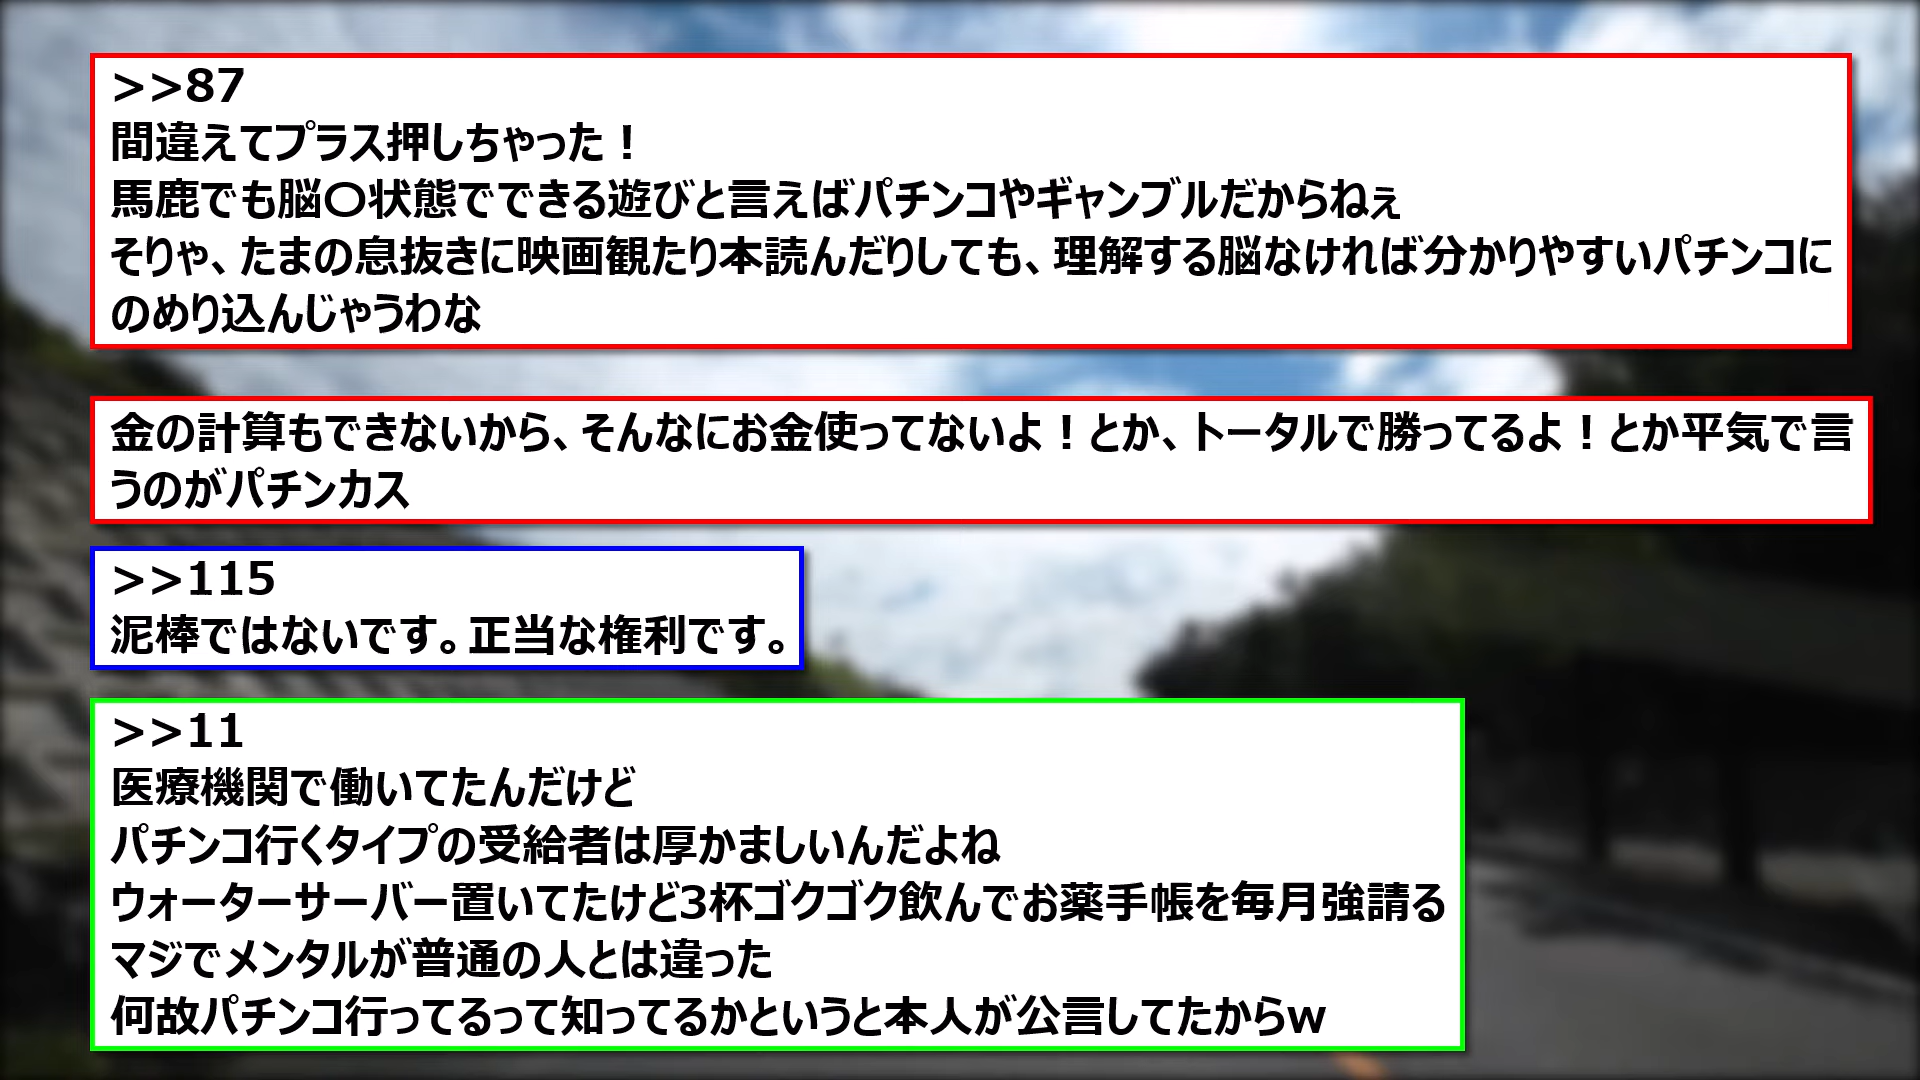 >>87
間違えてプラス押しちゃった！
馬鹿でも脳〇状態でできる遊びと言えばパチンコやギャンブルだからねぇ
そりゃ、たまの息抜きに映画観たり本読んだりしても、理解する脳なければ分かりやすいパチンコに
のめり込んじゃうわな
金の計算もできないから、そんなにお金使ってないよ！とか、トータルで勝ってるよ！とか平気で言
うのがパチンカス
>>115
泥棒ではないです。正当な権利です。
>>11
医療機関で働いてたんだけど
パチンコ行くタイプの受給者は厚かましいんだよね
ウォーターサーバー置いてたけど3杯ゴクゴク飲んでお薬手帳を毎月強請る
マジでメンタルが普通の人とは違った
何故パチンコ行ってるって知ってるかというと本人が公言してたからw